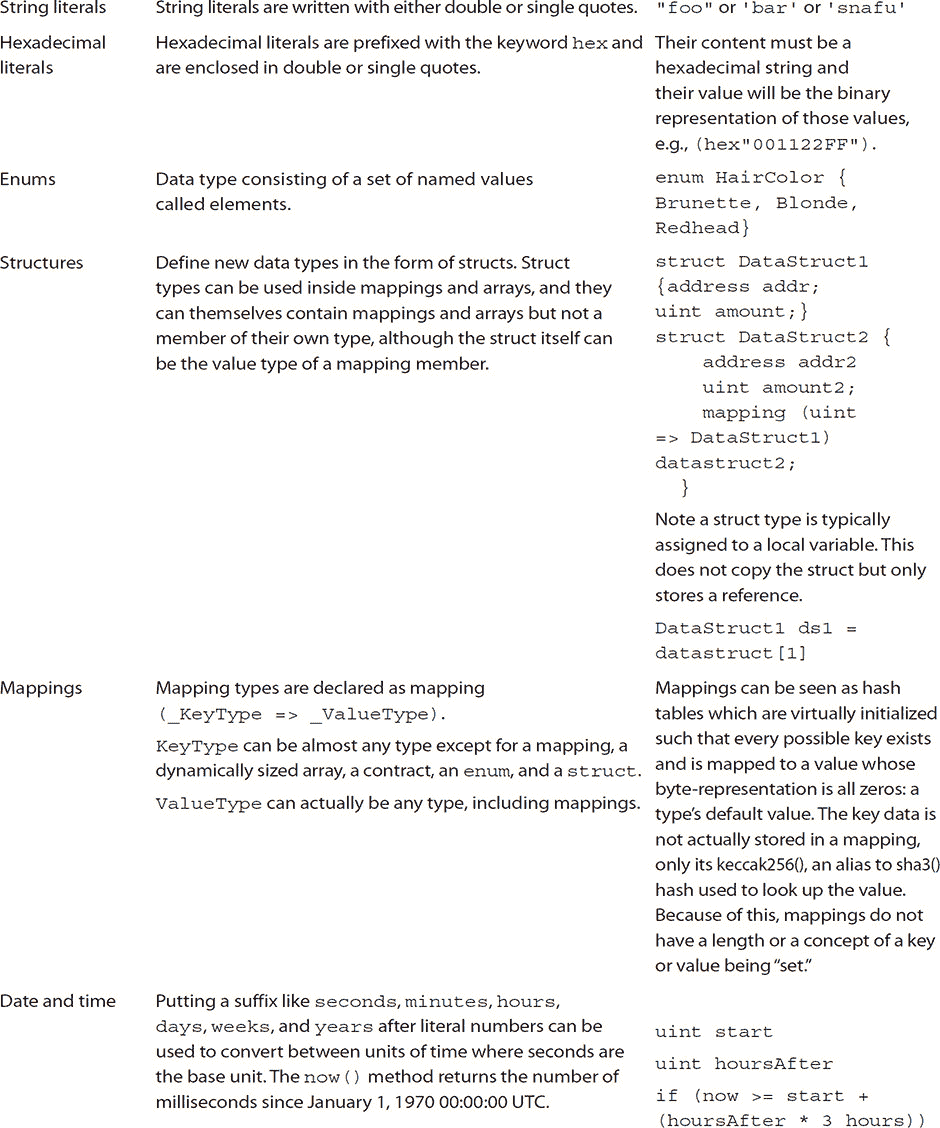 String literals
String literals are written with either double or single quotes.
"foo" or 'bar' or 'snafu'
Hexadecimal
literals
Hexadecimal literals are prefixed with the keyword hex and
are enclosed in double or single quotes.
Their content must be a
hexadecimal string and
their value will be the binary
representation of those values,
e.g., (hex"001122FF").
Enums
Data type consisting of a set of named values
called elements.
enum HairColor {
Brunette, Blonde,
Redhead}
Structures
Define new data types in the form of structs. Struct
types can be used inside mappings and arrays, and they
can themselves contain mappings and arrays but not a
member of their own type, although the struct itself can
be the value type of a mapping member.
struct DataStruct1
{address addr;
uint amount;}
struct DataStruct2 {
address addr2
uint amount2;
mapping (uint
=> DataStruct1)
datastruct2;
}
Note a struct type is typically
assigned to a local variable. This
does not copy the struct but only
stores a reference.
DataStruct1 ds1 =
datastruct[1]
Mappings
Mapping types are declared as mapping
(_KeyType => _ValueType).
KeyType can be almost any type except for a mapping, a
dynamically sized array, a contract, an enum, and a struct.
ValueType can actually be any type, including mappings.
Mappings can be seen as hash
tables which are virtually initialized
such that every possible key exists
and is mapped to a value whose
byte-representation is all zeros: a
type's default value. The key data is
not actually stored in a mapping,
only its keccak256(), an alias to sha3()
hash used to look up the value.
Because of this, mappings do not
have a length or a concept of a key
or value being "set."
Date and time
Putting a suffix like seconds, minutes, hours,
days, weeks, and years after literal numbers can be
used to convert between units of time where seconds are
the base unit. The now() method returns the number of
milliseconds since January 1, 1970 00:00:00 UTC.
uint start
uint hoursAfter
if (now >= start +
(hoursAfter * 3 hours))